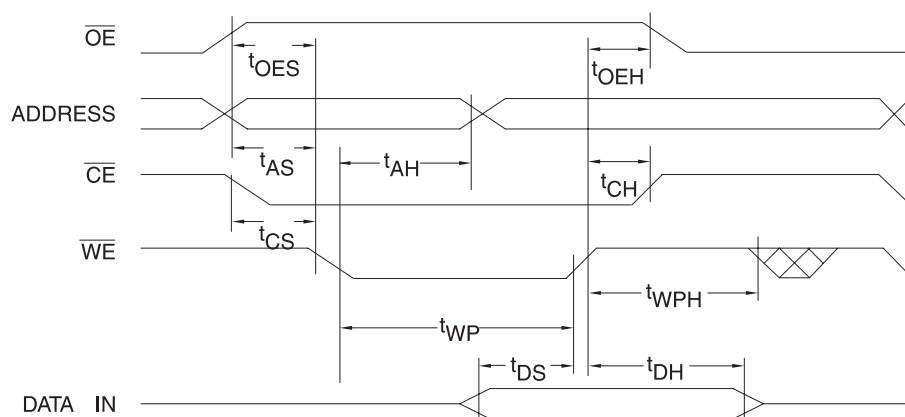 OE
tOES
tOEH
ADDRESS
tAS
tAH
tCH
CE
tCS
WE
tWPH
tWP
tDS
tDH
DATA IN